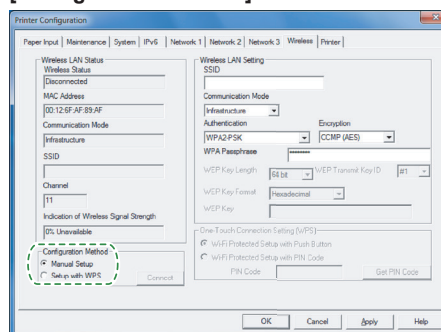 Printer Configuration
Paper Input Maintenance System IPv6 Network 1 Network 2 Network 3 Wireless Printer
Wireless LAN Status
Wireless Status
Disconnected
MAC Address
00:12:6F:AF:89:AF
Communication Mode
Infrastructure
SSID
Channel
11
Indication of Wireless Signal Strength
0% Unavailable
Configuration Method
Manual Setup
Setup with WPS
Connect
Wireless LAN Setting
SSID
Communication Mode
Infrastructure
Authentication Encryption
WPA2-PSK CCMP (AES)
WPA Passphrase ••••••••
WEP Key Length 64 bit WEP Transmit Key ID #1
WEP Key Format Hexadecimal
WEP Key
One-Touch Connection Setting (WPS)
Wi-Fi Protected Setup with Push Button
Wi-Fi Protected Setup with PIN Code
PIN Code Get PIN Code
OK Cancel Apply Help